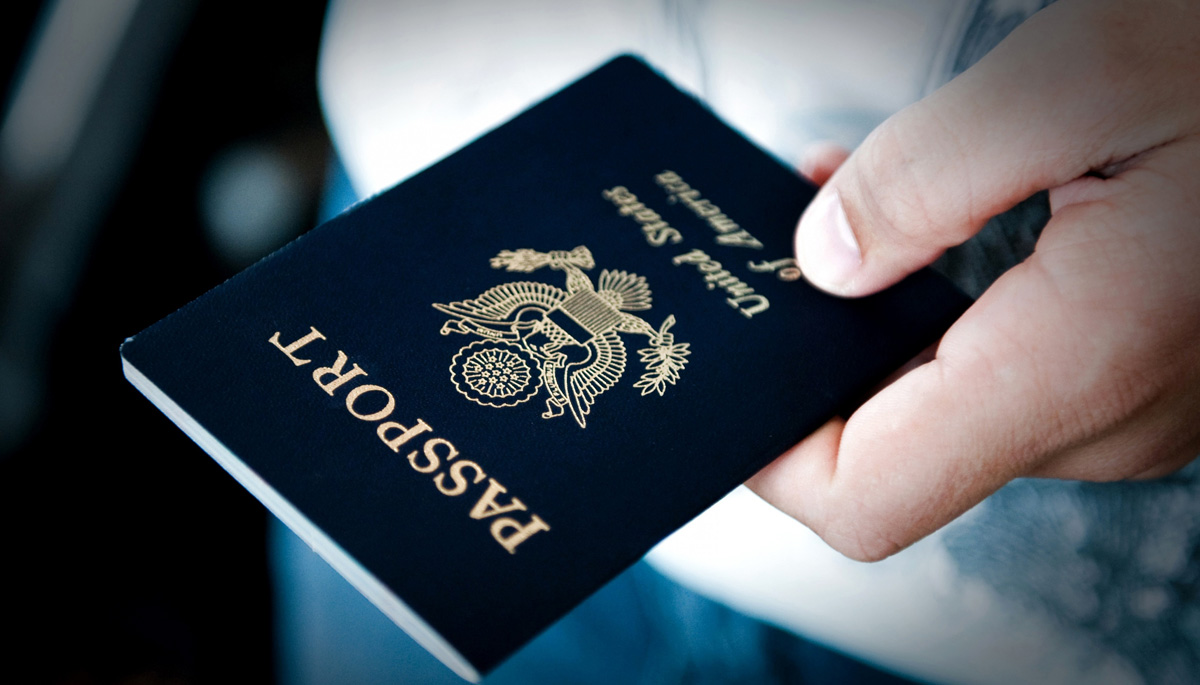 PASSPORT
United States
of America